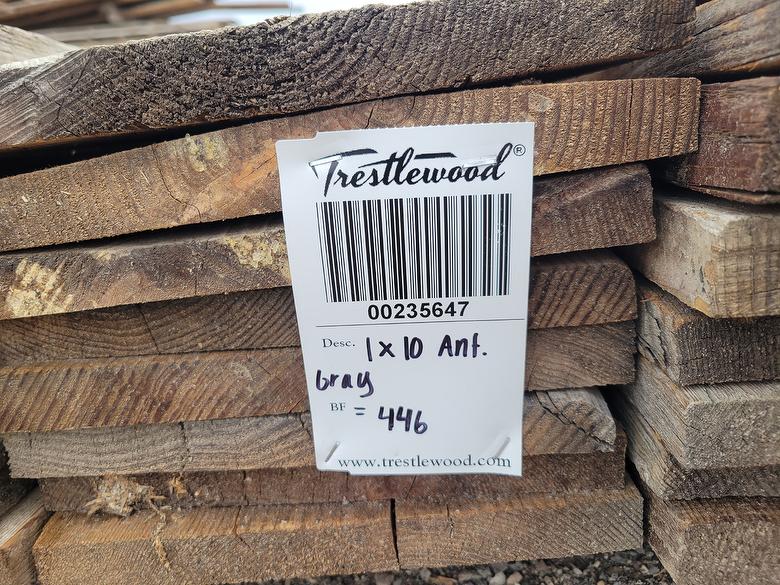 Trestlewood®
00235647
Desc. 1x10 Ant.
Gray
BF = 446
www.trestlewood.com